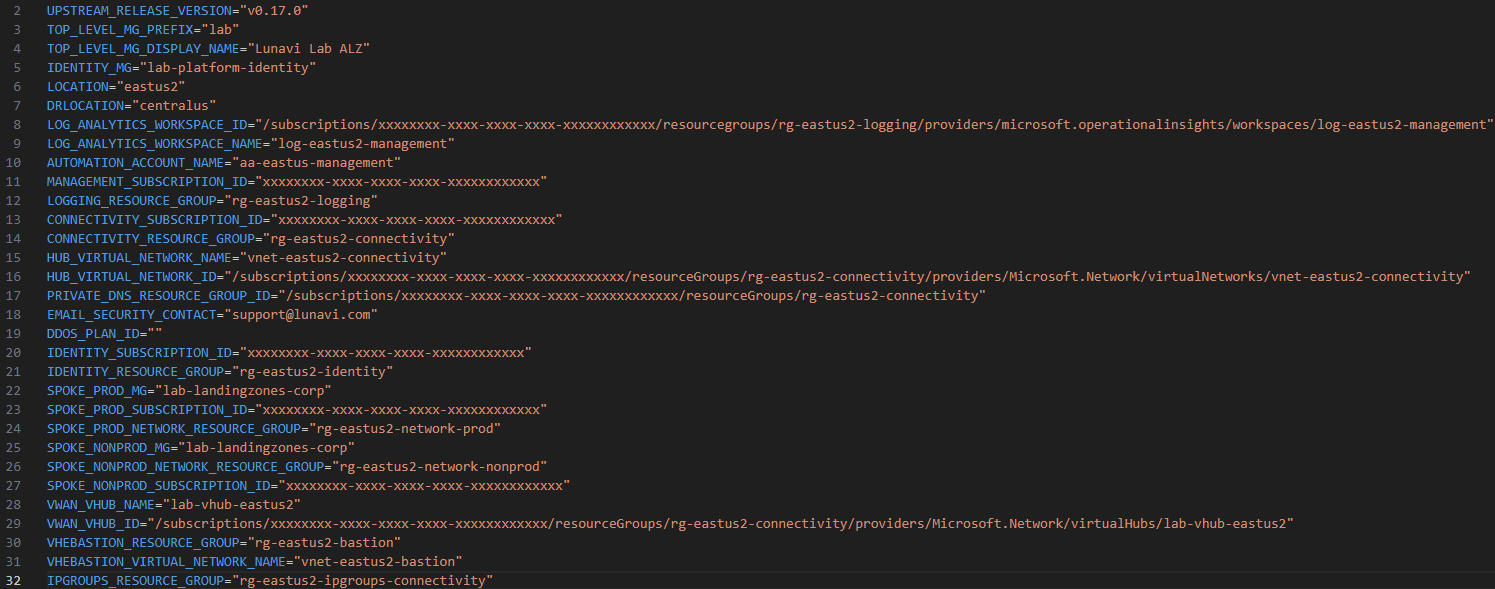 2 UPSTREAM_RELEASE_VERSION="v0.17.0"
3 TOP_LEVEL_MG_PREFIX="lab"
4 TOP_LEVEL_MG_DISPLAY_NAME="Lunavi Lab ALZ"
5 IDENTITY_MG="lab-platform-identity"
6 LOCATION="eastus2"
7 DRLOCATION="centralus"
8 LOG_ANALYTICS_WORKSPACE_ID="/subscriptions/xxxxxxxx-xxxx-xxxx-xxxx-xxxxxxxxxxxx/resourcegroups/rg-eastus2-logging/providers/microsoft.operationalinsights/workspaces/log-eastus2-management"
9 LOG_ANALYTICS_WORKSPACE_NAME="log-eastus2-management"
10 AUTOMATION_ACCOUNT_NAME="aa-eastus-management"
11 MANAGEMENT_SUBSCRIPTION_ID="xxxxxxxx-xxxx-xxxx-xxxx-xxxxxxxxxxxx"
12 LOGGING_RESOURCE_GROUP="rg-eastus2-logging"
13 CONNECTIVITY_SUBSCRIPTION_ID="xxxxxxxx-xxxx-xxxx-xxxx-xxxxxxxxxxxx"
14 CONNECTIVITY_RESOURCE_GROUP="rg-eastus2-connectivity"
15 HUB_VIRTUAL_NETWORK_NAME="vnet-eastus2-connectivity"
16 HUB_VIRTUAL_NETWORK_ID="/subscriptions/xxxxxxxx-xxxx-xxxx-xxxx-xxxxxxxxxxxx/resourceGroups/rg-eastus2-connectivity/providers/Microsoft.Network/virtualNetworks/vnet-eastus2-connectivity"
17 PRIVATE_DNS_RESOURCE_GROUP_ID="/subscriptions/xxxxxxxx-xxxx-xxxx-xxxx-xxxxxxxxxxxx/resourceGroups/rg-eastus2-connectivity"
18 EMAIL_SECURITY_CONTACT="support@lunavi.com"
19 DDOS_PLAN_ID=""
20 IDENTITY_SUBSCRIPTION_ID="xxxxxxxx-xxxx-xxxx-xxxx-xxxxxxxxxxxx"
21 IDENTITY_RESOURCE_GROUP="rg-eastus2-identity"
22 SPOKE_PROD_MG="lab-landingzones-corp"
23 SPOKE_PROD_SUBSCRIPTION_ID="xxxxxxxx-xxxx-xxxx-xxxx-xxxxxxxxxxxx"
24 SPOKE_PROD_NETWORK_RESOURCE_GROUP="rg-eastus2-network-prod"
25 SPOKE_NONPROD_MG="lab-landingzones-corp"
26 SPOKE_NONPROD_NETWORK_RESOURCE_GROUP="rg-eastus2-network-nonprod"
27 SPOKE_NONPROD_SUBSCRIPTION_ID="xxxxxxxx-xxxx-xxxx-xxxx-xxxxxxxxxxxx"
28 VWAN_VHUB_NAME="lab-vhub-eastus2"
29 VWAN_VHUB_ID="/subscriptions/xxxxxxxx-xxxx-xxxx-xxxx-xxxxxxxxxxxx/resourceGroups/rg-eastus2-connectivity/providers/Microsoft.Network/virtualHubs/lab-vhub-eastus2"
30 VHEBASTION_RESOURCE_GROUP="rg-eastus2-bastion"
31 VHEBASTION_VIRTUAL_NETWORK_NAME="vnet-eastus2-bastion"
32 IPGROUPS_RESOURCE_GROUP="rg-eastus2-ipgroups-connectivity"